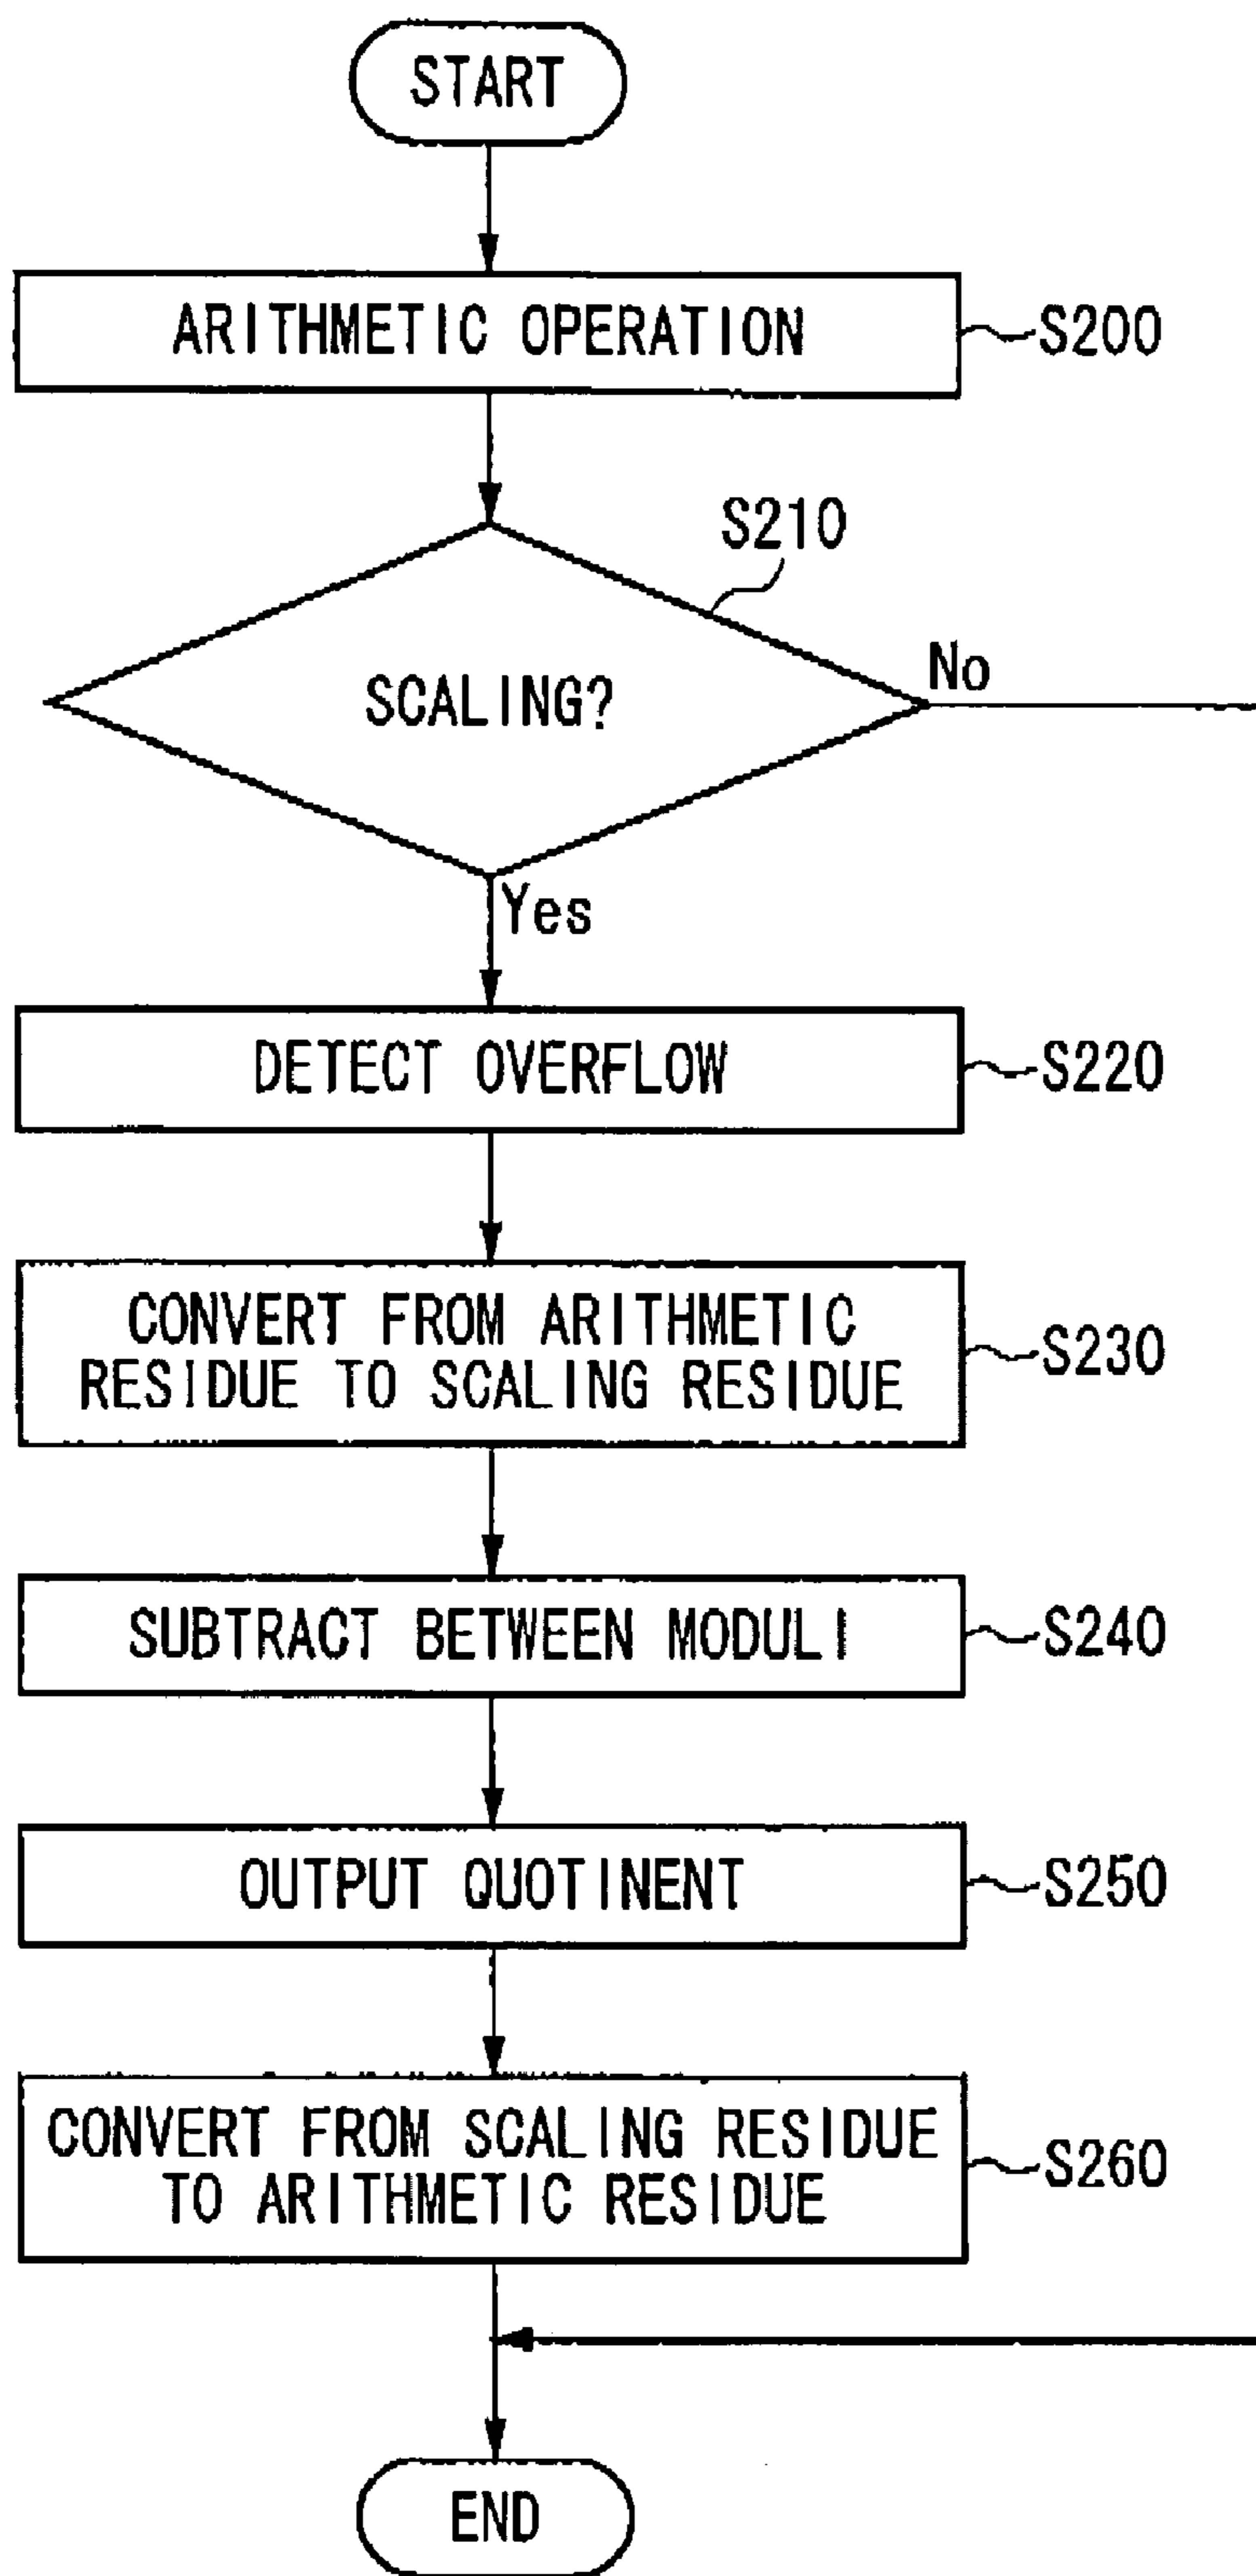 START
ARITHMETIC OPERATION
S200
S210
SCALING?
No
Yes
DETECT OVERFLOW
S220
CONVERT FROM ARITHMETIC
RESIDUE TO SCALING RESIDUE
S230
SUBTRACT BETWEEN MODULI
S240
OUTPUT QUOTINENT
S250
CONVERT FROM SCALING RESIDUE
TO ARITHMETIC RESIDUE
S260
END